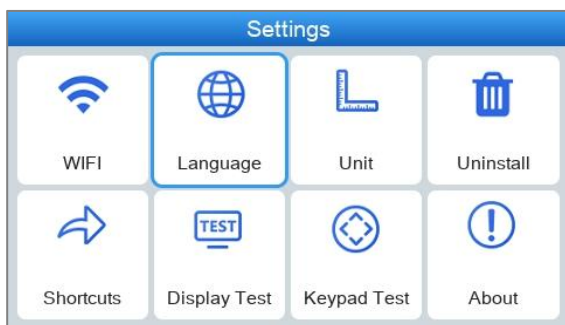 Settings
WIFI
Language
Unit
Uninstall
TEST
Shortcuts
Display Test
Keypad Test
About